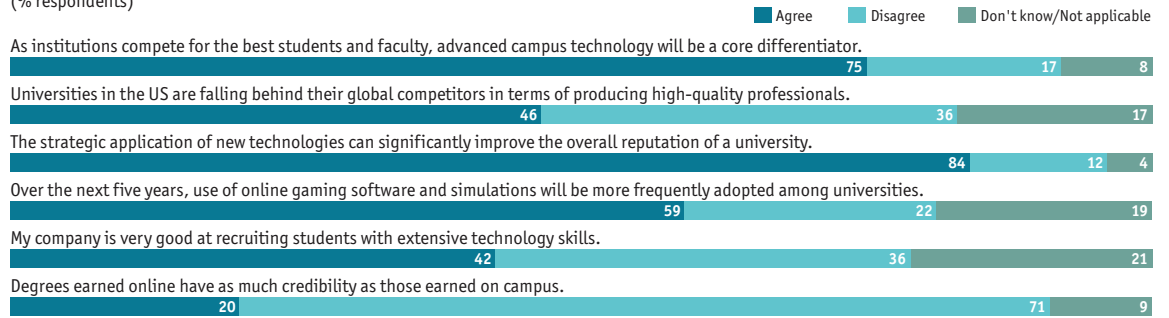 (% respondents)
Agree Disagree Don't know/Not applicable
As institutions compete for the best students and faculty, advanced campus technology will be a core differentiator.
75 17 8
Universities in the US are falling behind their global competitors in terms of producing high-quality professionals.
46 36 17
The strategic application of new technologies can significantly improve the overall reputation of a university.
84 12 4
Over the next five years, use of online gaming software and simulations will be more frequently adopted among universities.
59 22 19
My company is very good at recruiting students with extensive technology skills.
42 36 21
Degrees earned online have as much credibility as those earned on campus.
20 71 9